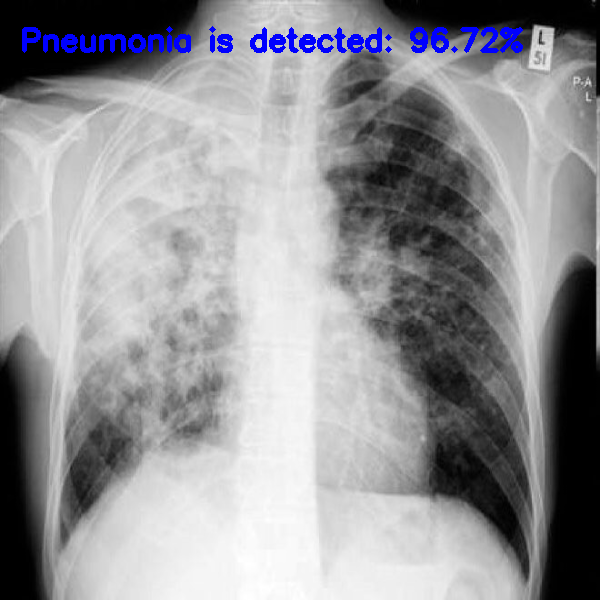 Pneumonia is detected: 96.72%
L
51
P-A
L